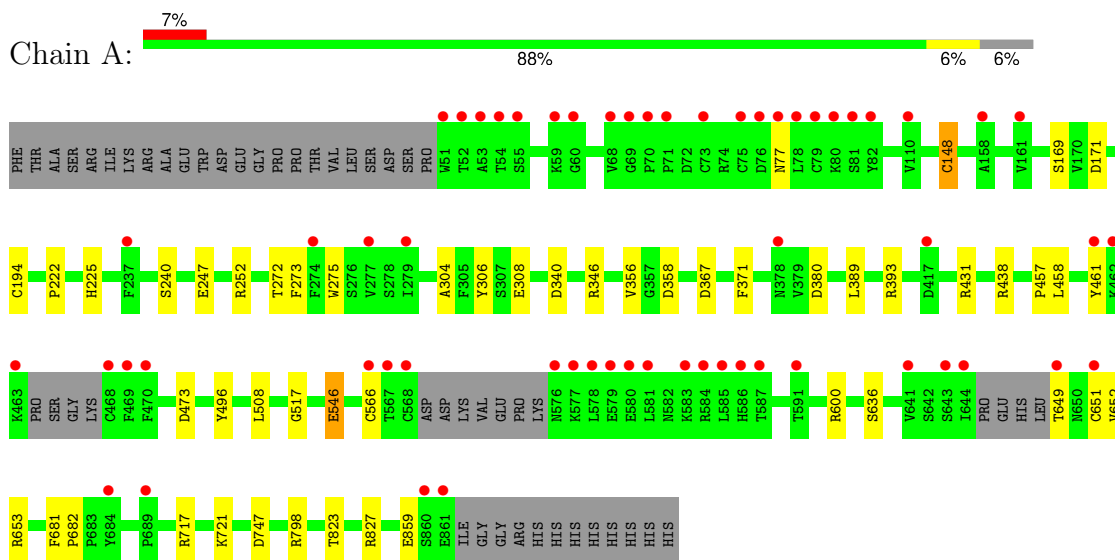 7%
Chain A:
88% 6% 6%
PHE THR ALA SER ARG ILE LYS ARG ALA GLU TRP ASP GLU GLY PRO PRO THR VAL LEU SER ASP SER PRO W51 T52 A53 T54 S55 K59 G60 V68 G69 P70 P71 D72 C73 R74 C75 D76 N77 L78 C79 K80 S81 Y82 V110 C148 A158 V161 S169 V170 D171
C194 P222 H225 F237 S240 E247 R252 T272 F273 F274 W275 S276 V277 S278 I279 A304 F305 Y306 S307 E308 D340 R346 V356 G357 D358 D367 F371 N378 V379 D380 L389 R393 D417 R431 R438 P457 L458 Y461 K462
K463 PRO SER GLY LYS C468 F469 F470 D473 Y496 L508 G517 E546 C566 T567 C568 ASP ASP LYS VAL GLU PRO LYS N576 K577 L578 E579 E580 L581 N582 K583 R584 L585 H586 T587 T591 R600 S636 V641 S642 S643 I644 PRO GLU HIS LEU T649 N650 C651 V652
R653 F681 P682 P683 Y684 P689 R717 K721 D747 R798 T823 R827 E859 S860 E861 ILE GLY GLY ARG HIS HIS HIS HIS HIS HIS HIS HIS